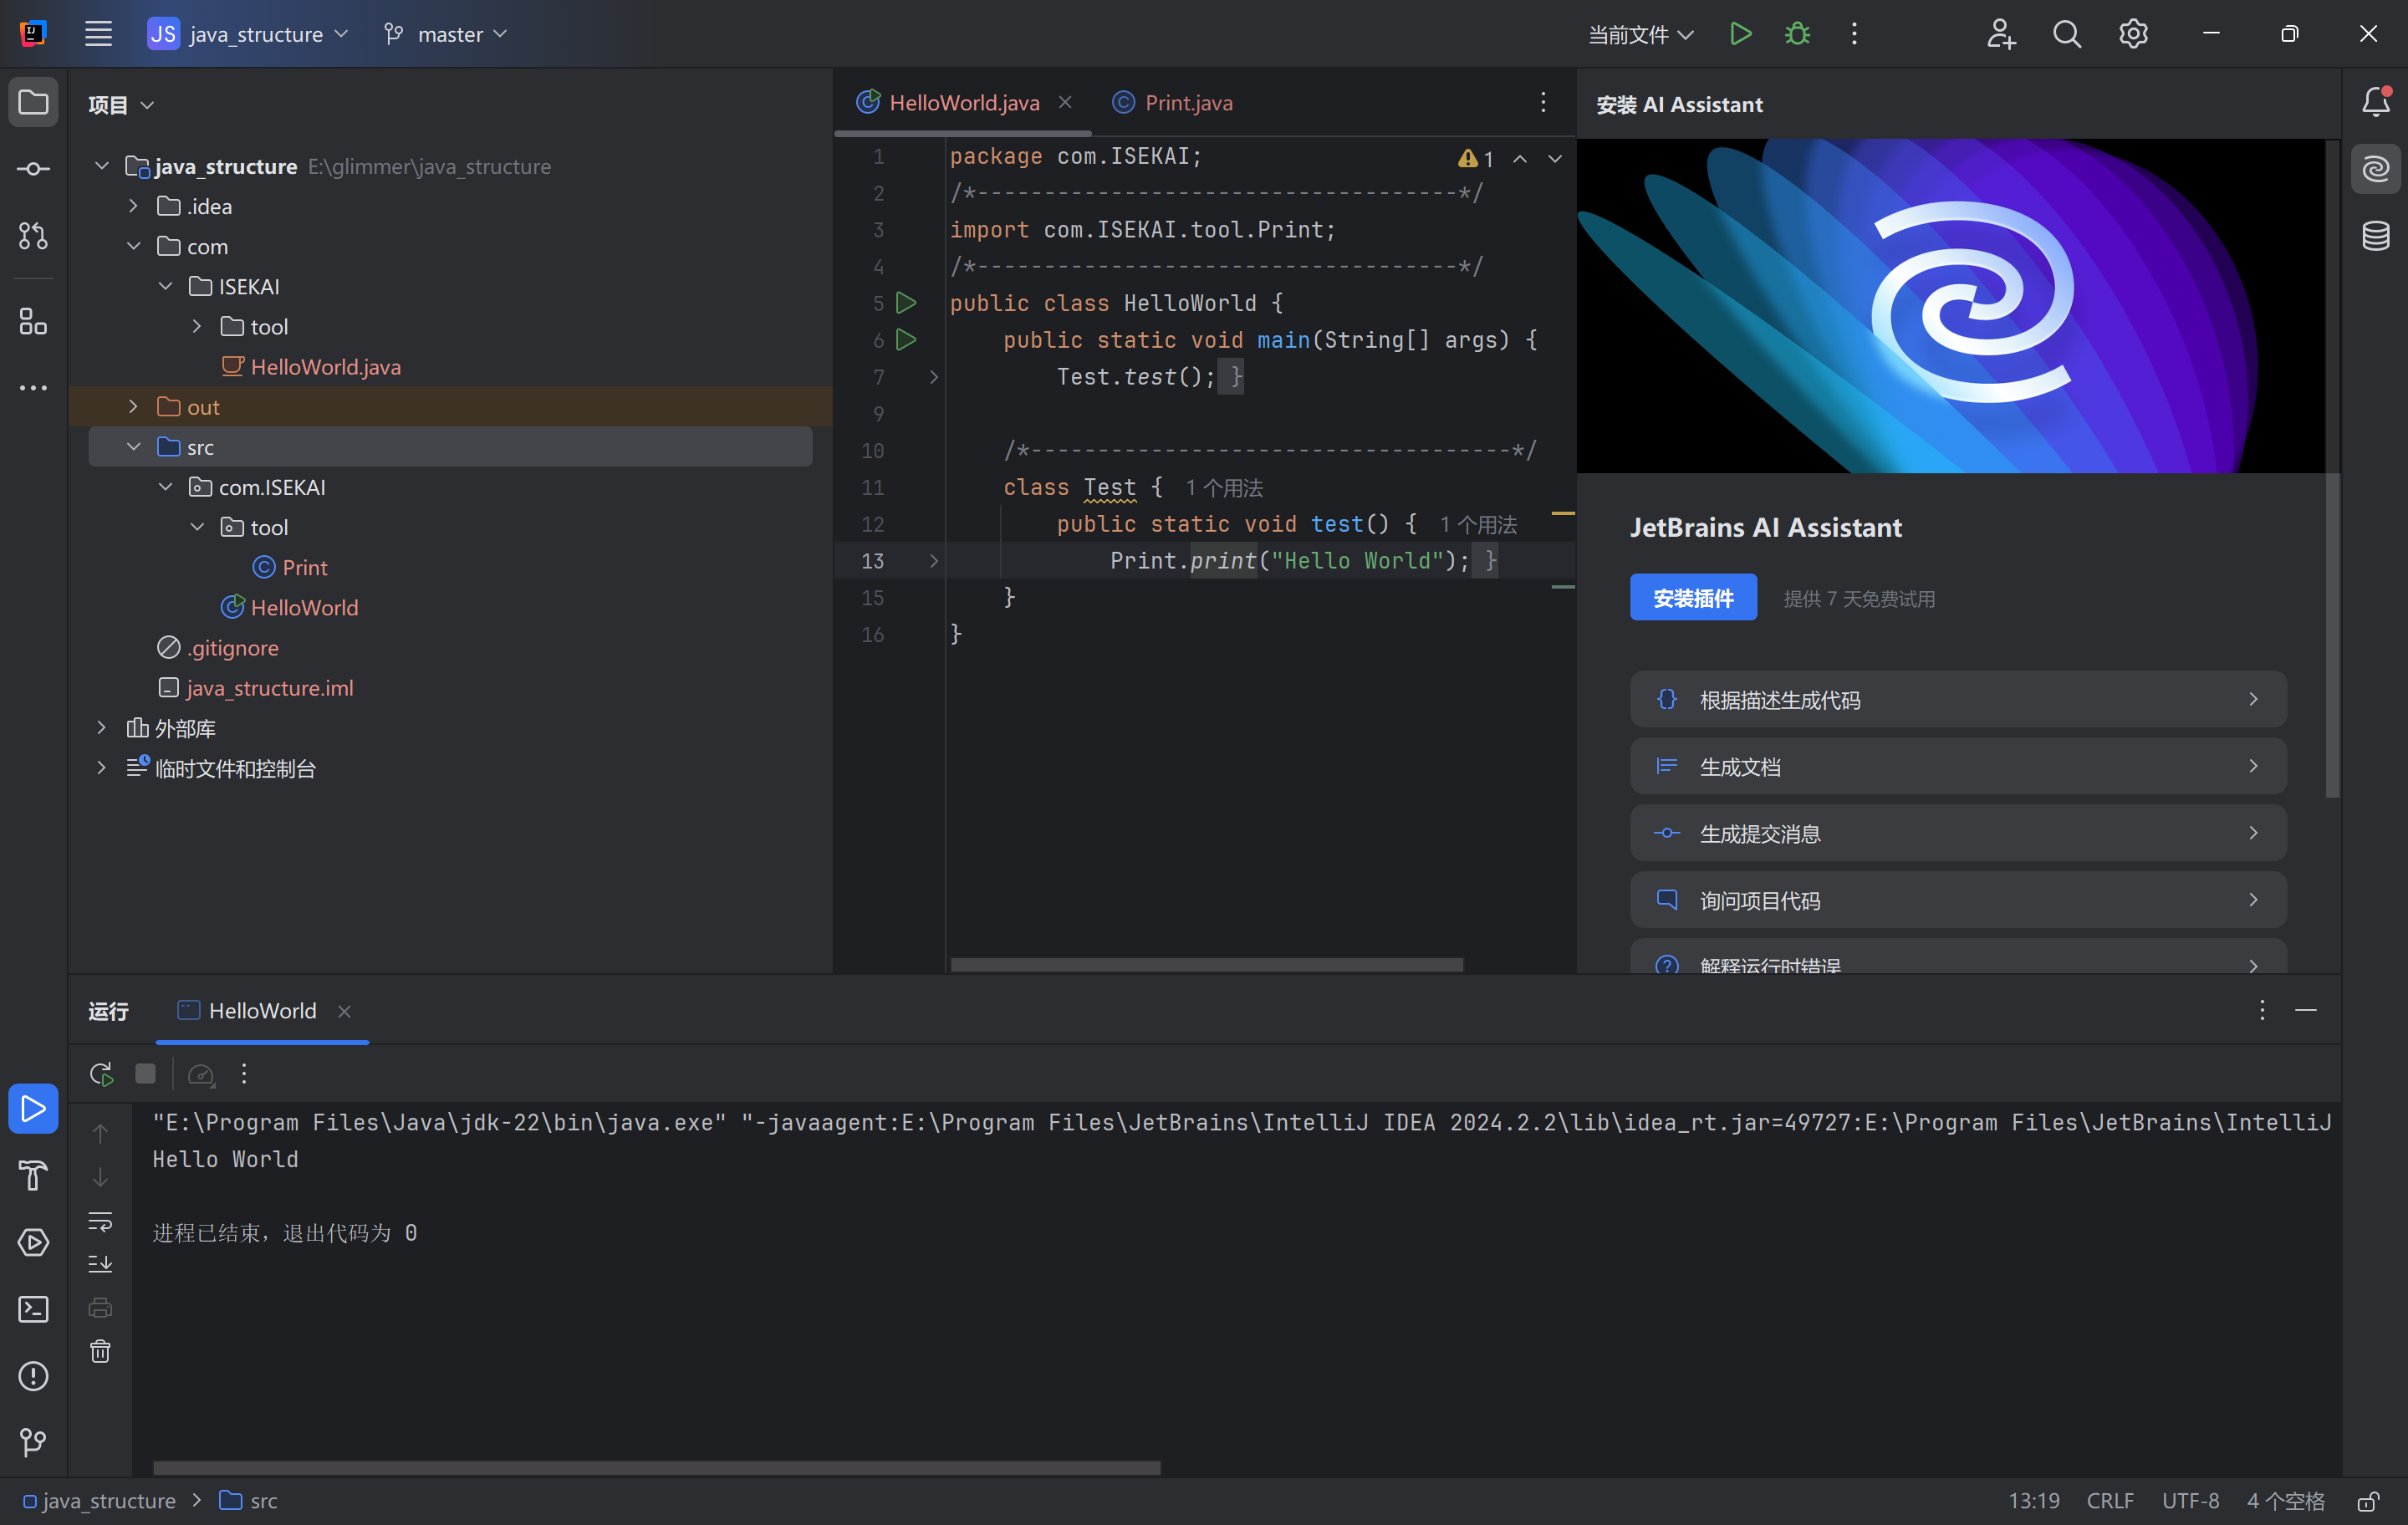 JS java_structure master 当前文件
项目
java_structure E:\glimmer\java_structure
.idea
com
ISEKAI
tool
HelloWorld.java
out
src
com.ISEKAI
tool
Print
HelloWorld
.gitignore
java_structure.iml
外部库
临时文件和控制台
HelloWorld.java Print.java
1 package com.ISEKAI;
1
2 /*------------------------------------*/
3 import com.ISEKAI.tool.Print;
4 /*------------------------------------*/
5 public class HelloWorld {
6 public static void main(String[] args) {
7 Test.test(); }
9
10 /*------------------------------------*/
11 class Test { 1 个用法
12 public static void test() { 1 个用法
13 Print.print("Hello World"); }
15 }
16 }
安装 AI Assistant
JetBrains AI Assistant
安装插件 提供 7 天免费试用
根据描述生成代码
生成文档
生成提交消息
询问项目代码
解释运行时错误
运行 HelloWorld
"E:\Program Files\Java\jdk-22\bin\java.exe" "-javaagent:E:\Program Files\JetBrains\IntelliJ IDEA 2024.2.2\lib\idea_rt.jar=49727:E:\Program Files\JetBrains\IntelliJ
Hello World
进程已结束，退出代码为 0
java_structure > src
13:19 CRLF UTF-8 4 个空格